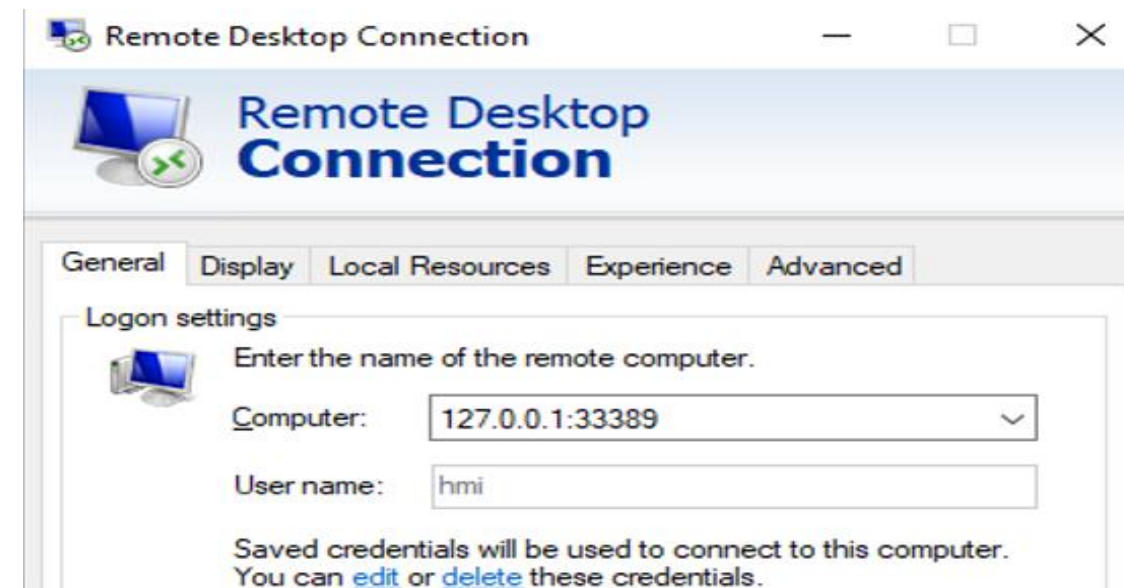 Remote Desktop Connection
Remote Desktop
Connection
General Display Local Resources Experience Advanced
Logon settings
Enter the name of the remote computer.
Computer: 127.0.0.1:33389
User name: hmi
Saved credentials will be used to connect to this computer.
You can edit or delete these credentials.